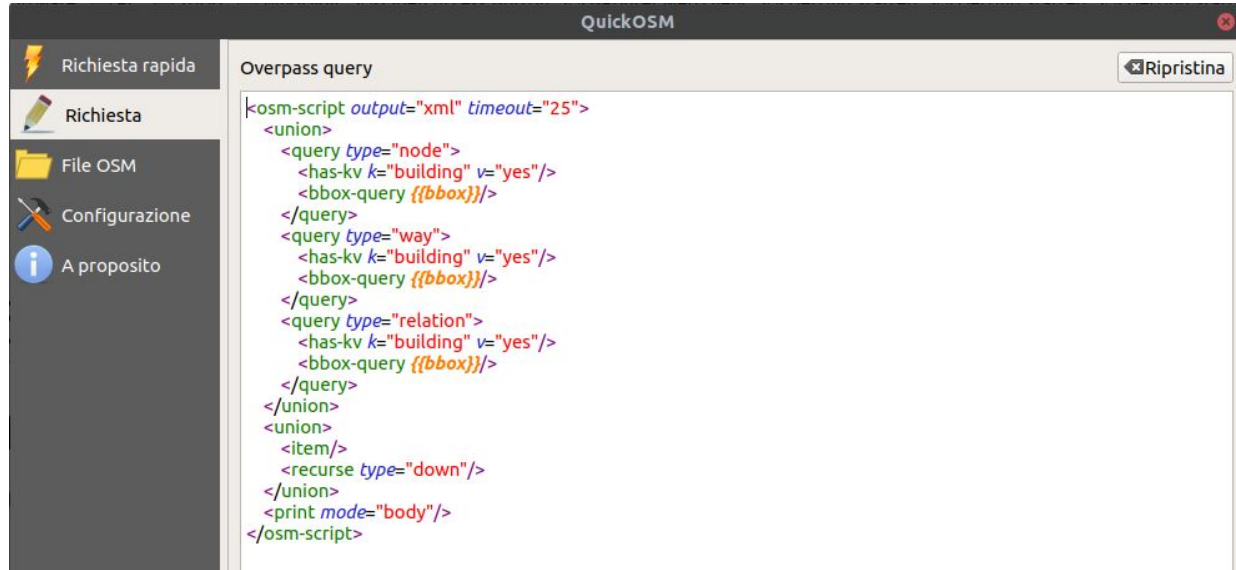 QuickOSM
Richiesta rapida
Richiesta
File OSM
Configurazione
A proposito
Overpass query
Ripristina
<osm-script output="xml" timeout="25">
  <union>
    <query type="node">
      <has-kv k="building" v="yes"/>
      <bbox-query {{bbox}}/>
    </query>
    <query type="way">
      <has-kv k="building" v="yes"/>
      <bbox-query {{bbox}}/>
    </query>
    <query type="relation">
      <has-kv k="building" v="yes"/>
      <bbox-query {{bbox}}/>
    </query>
  </union>
  <union>
    <item/>
    <recurse type="down"/>
  </union>
  <print mode="body"/>
</osm-script>